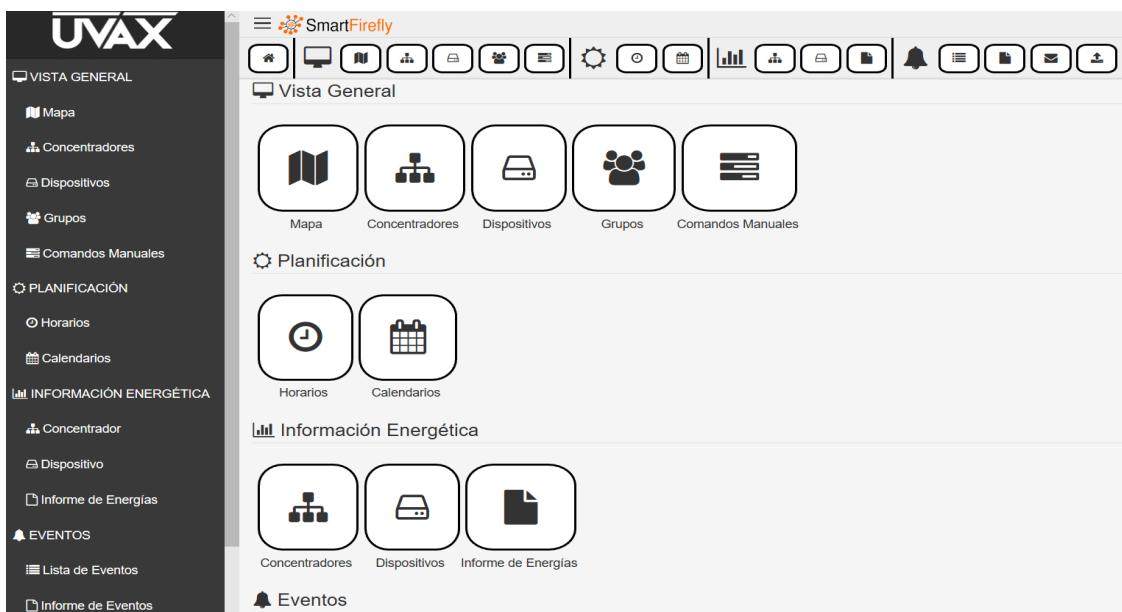 UVAX
VISTA GENERAL
Mapa
Concentradores
Dispositivos
Grupos
Comandos Manuales
PLANIFICACIÓN
Horarios
Calendarios
INFORMACIÓN ENERGÉTICA
Concentrador
Dispositivo
Informe de Energías
EVENTOS
Lista de Eventos
Informe de Eventos
SmartFirefly
Vista General
Mapa Concentradores Dispositivos Grupos Comandos Manuales
Planificación
Horarios Calendarios
Información Energética
Concentradores Dispositivos Informe de Energías
Eventos